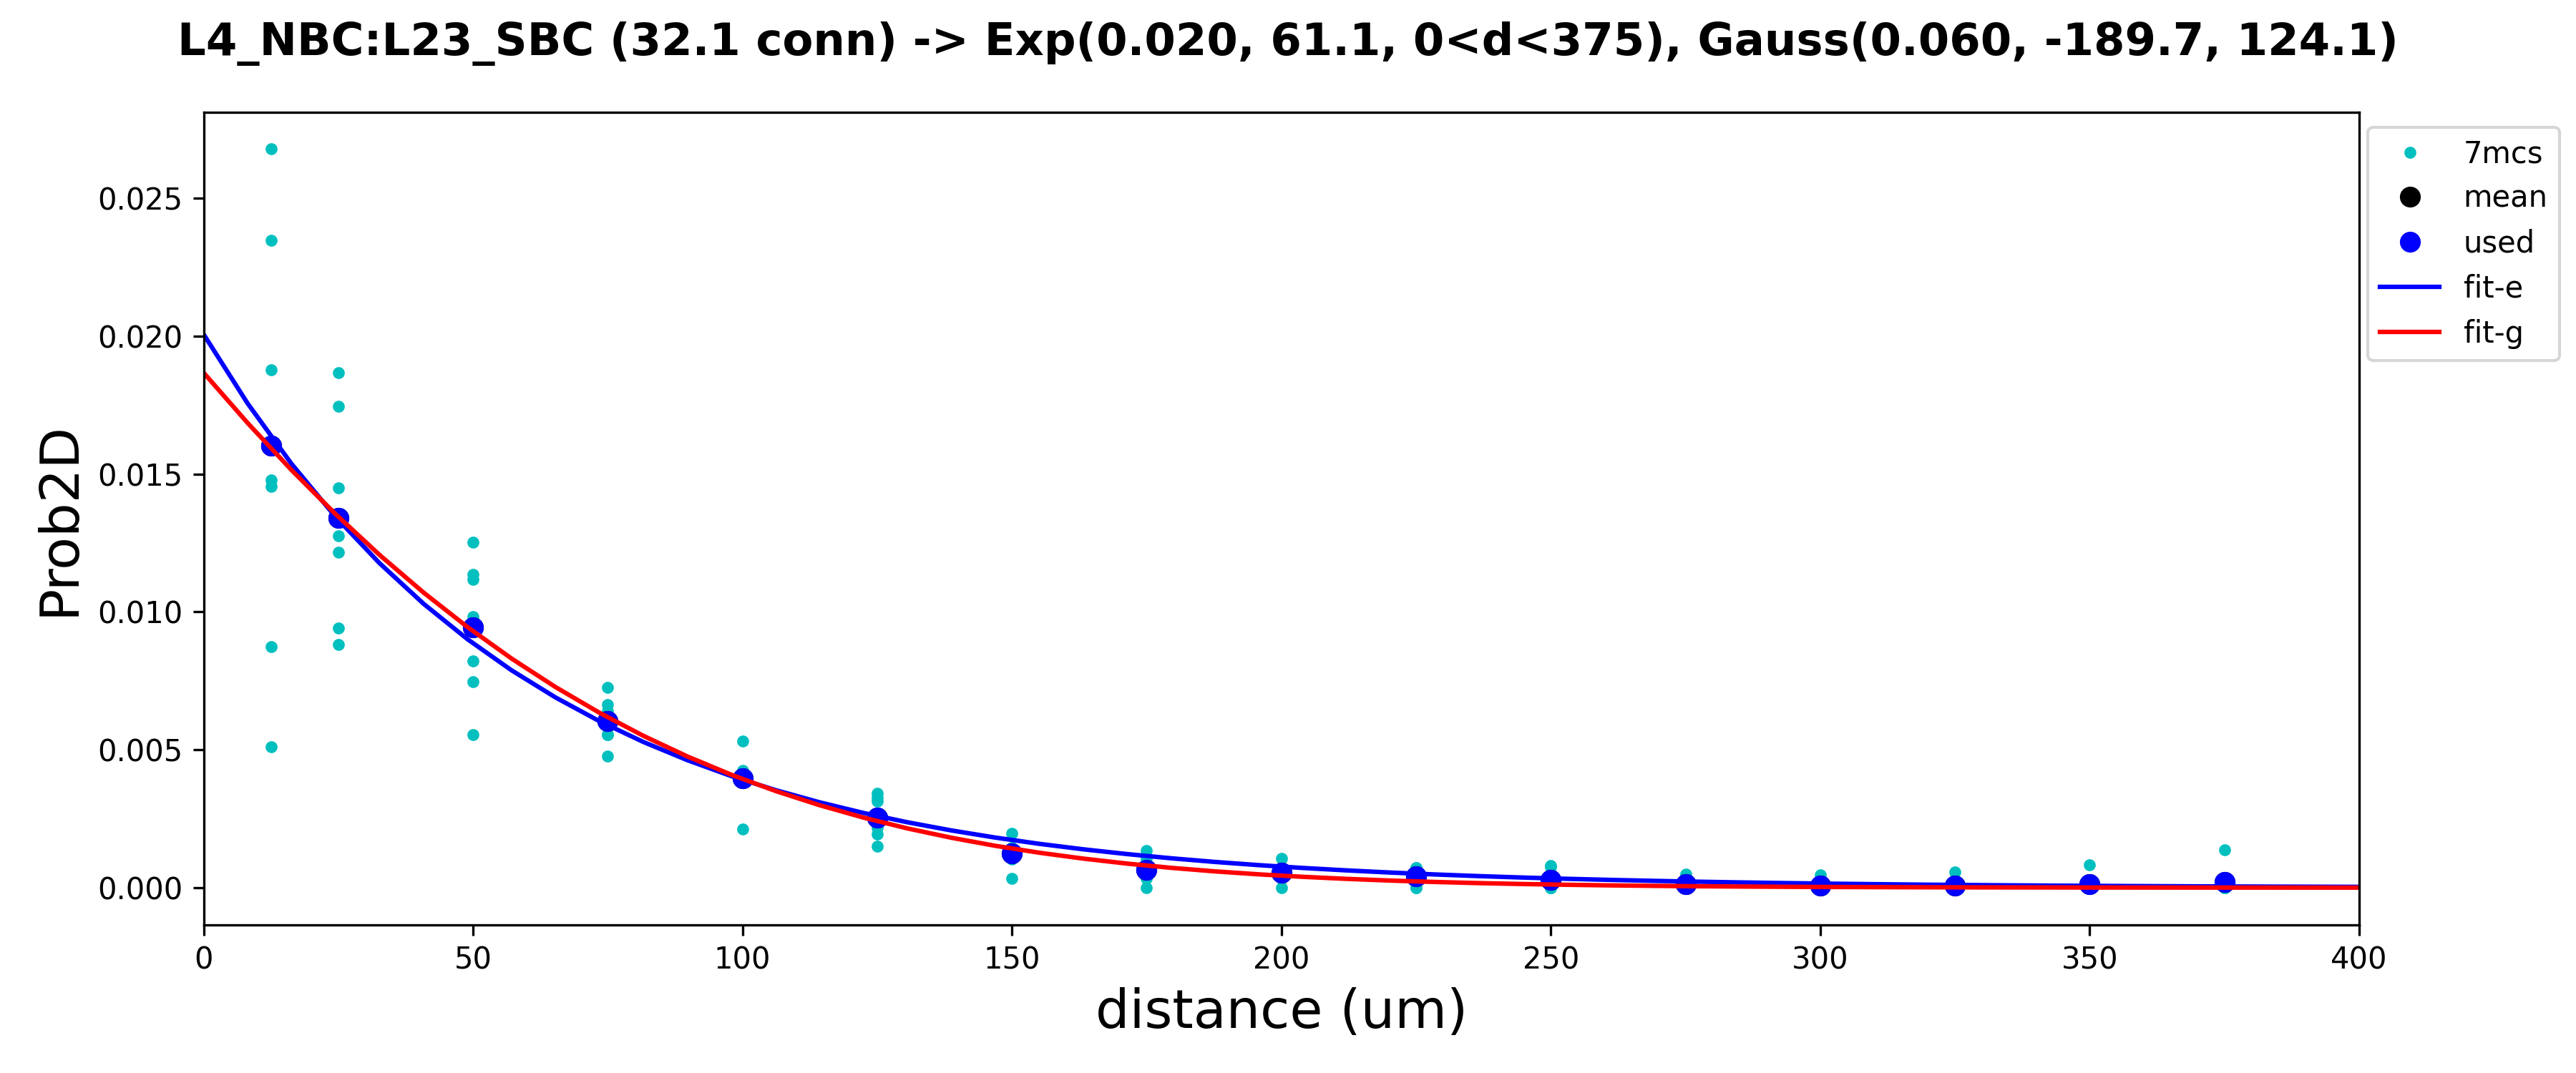 L4_NBC:L23_SBC (32.1 conn) -> Exp(0.020, 61.1, 0<d<375), Gauss(0.060, -189.7, 124.1)
7mcs
mean
used
fit-e
fit-g
Prob2D
0.025
0.020
0.015
0.010
0.005
0.000
0 50 100 150 200 250 300 350 400
distance (um)